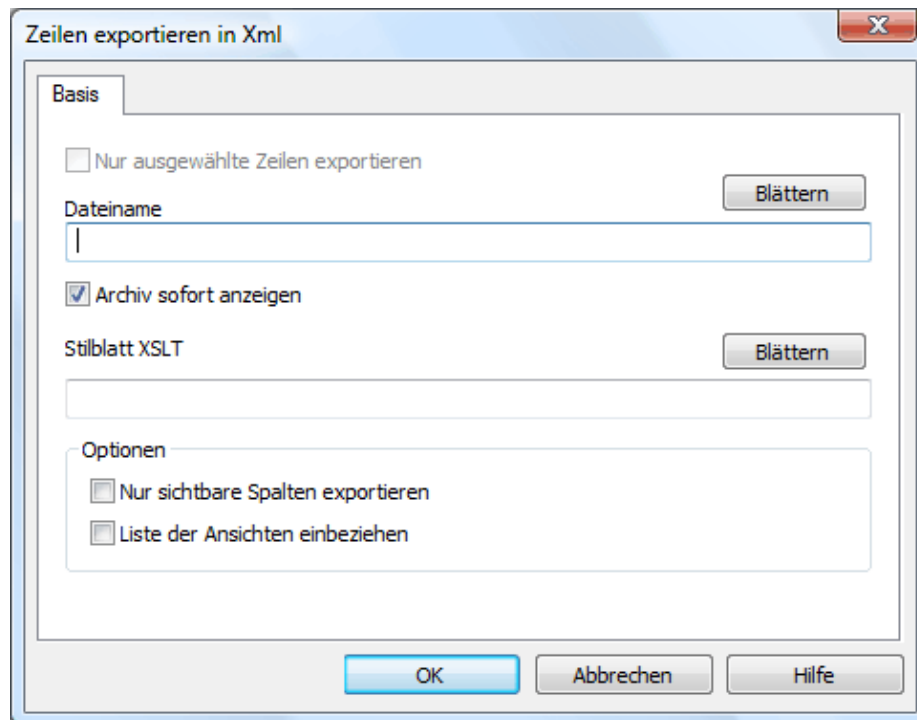 Zeilen exportieren in Xml
Basis
Nur ausgewählte Zeilen exportieren
Blättern
Dateiname
Archiv sofort anzeigen
Stilblatt XSLT
Blättern
Optionen
Nur sichtbare Spalten exportieren
Liste der Ansichten einbeziehen
OK Abbrechen Hilfe